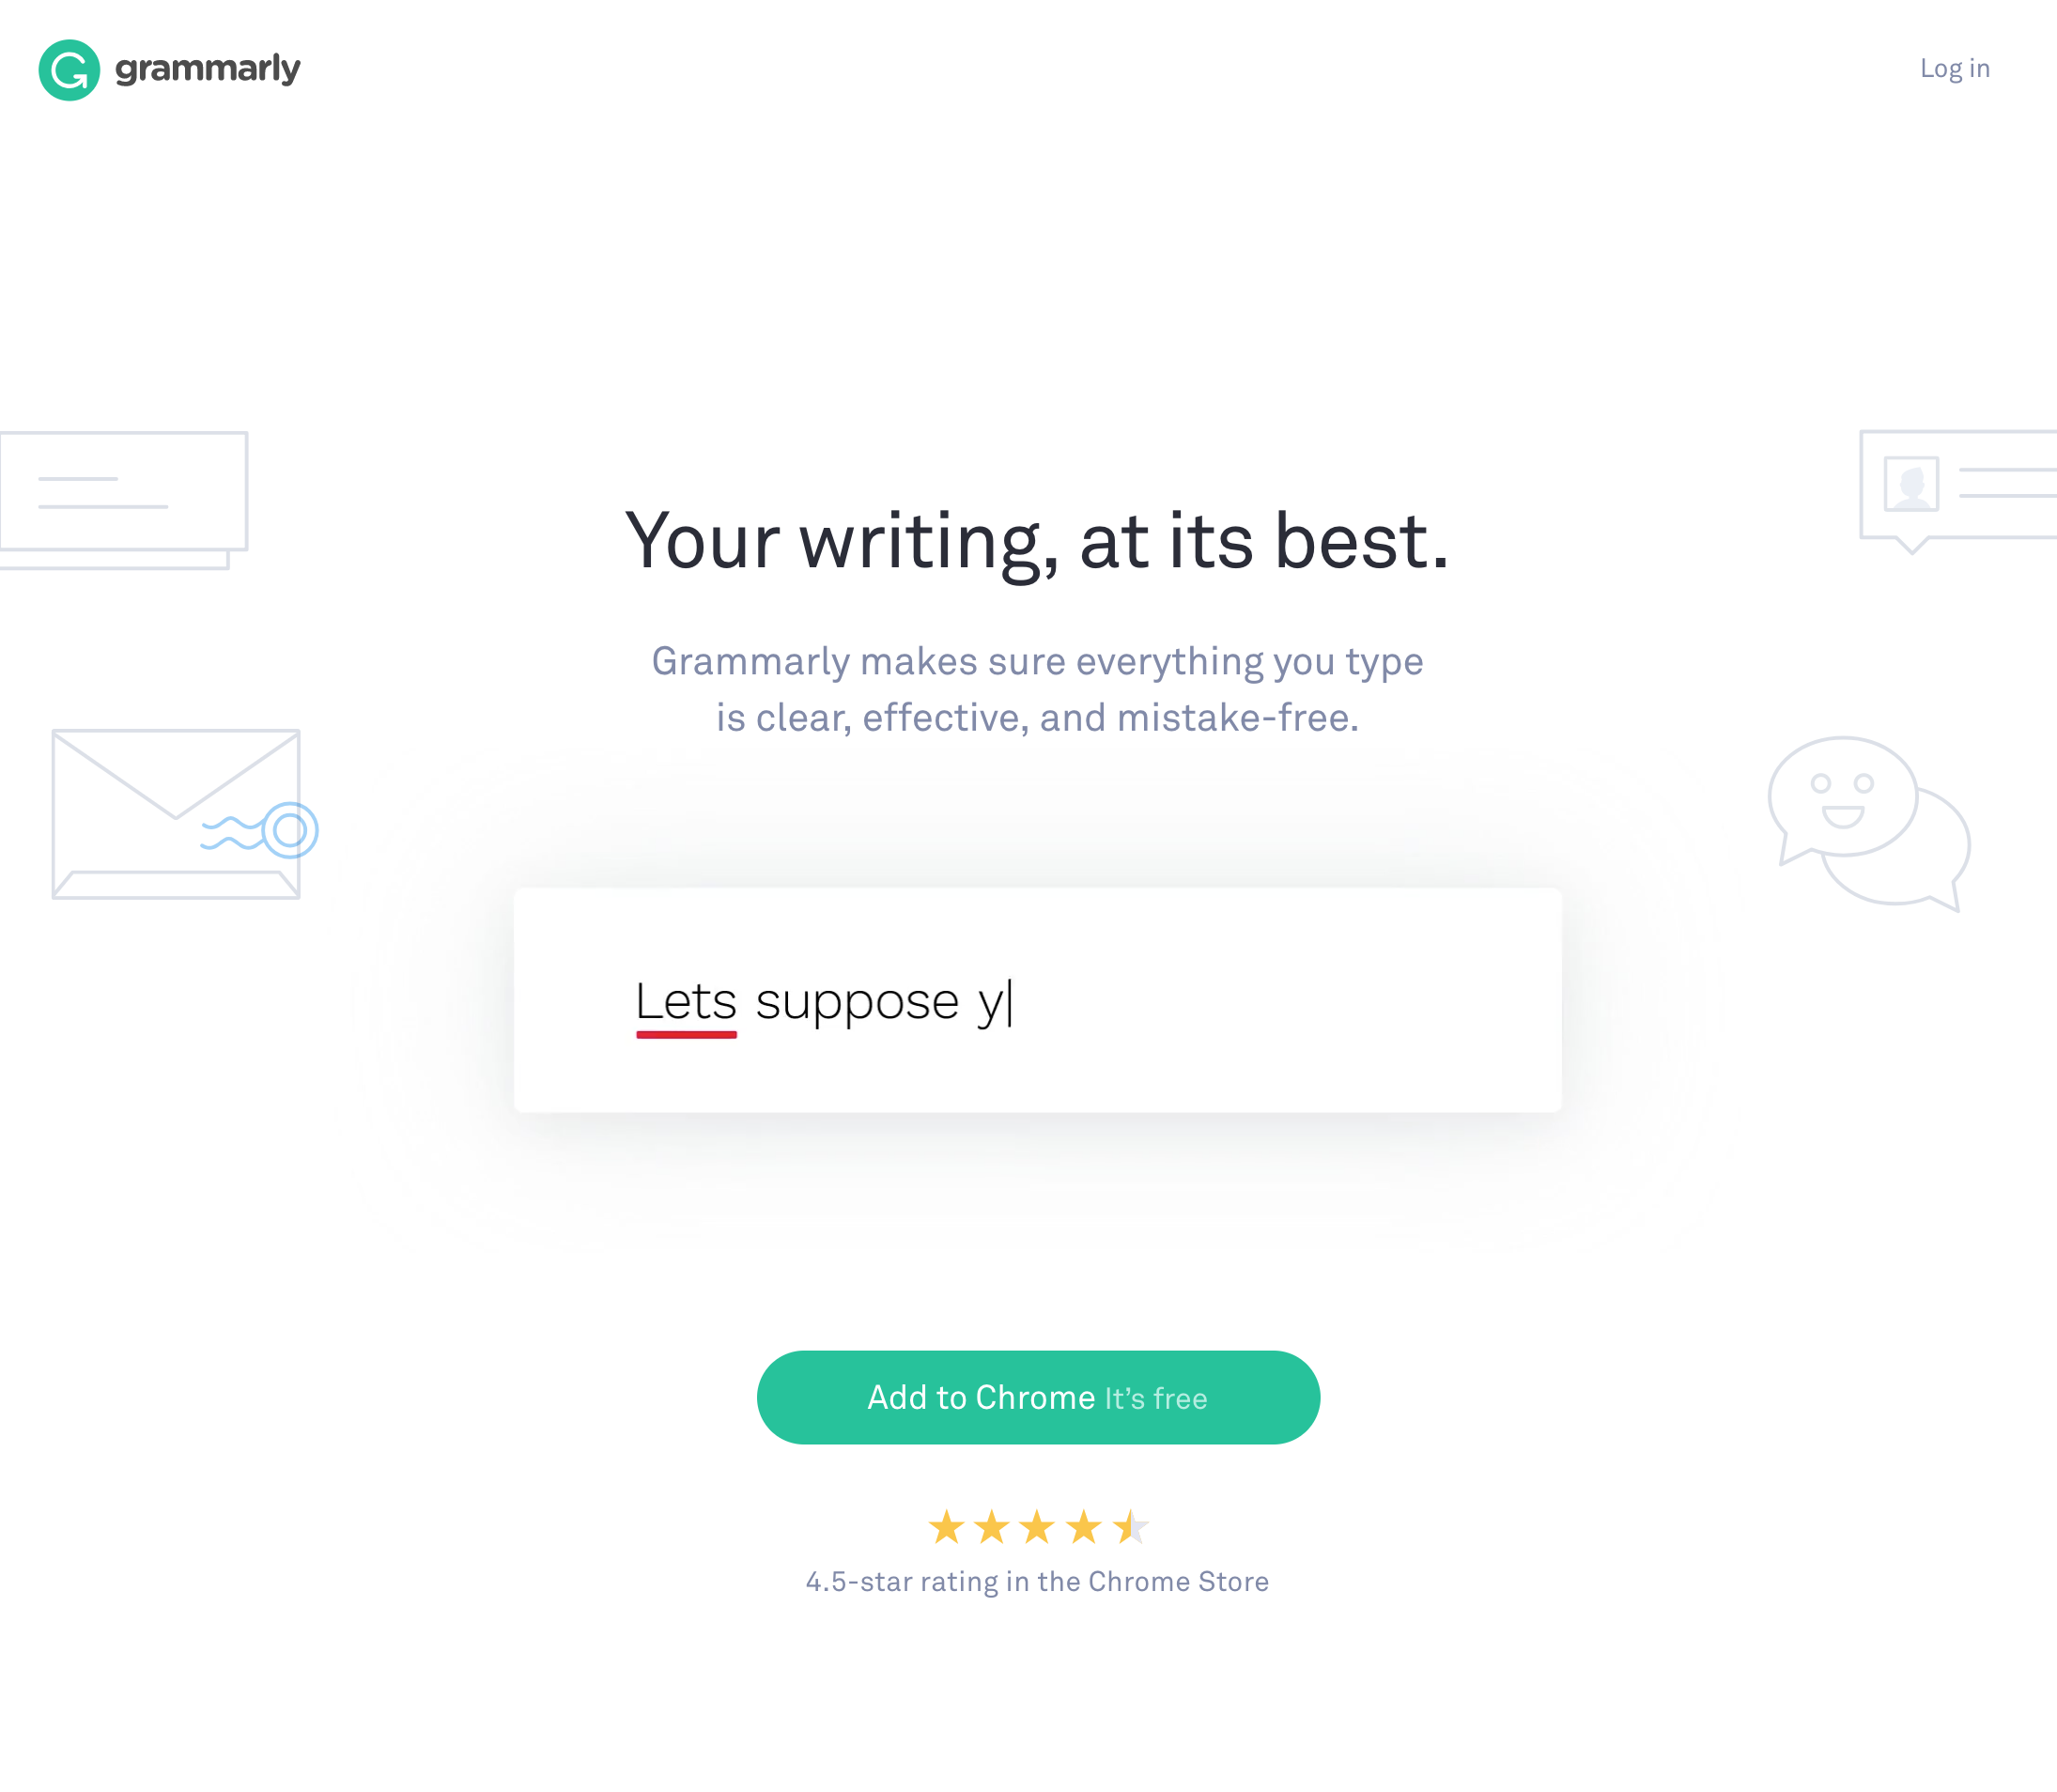 grammarly
Log in
Your writing, at its best.
Grammarly makes sure everything you type
is clear, effective, and mistake-free.
Lets suppose y
Add to Chrome It's free
4.5-star rating in the Chrome Store